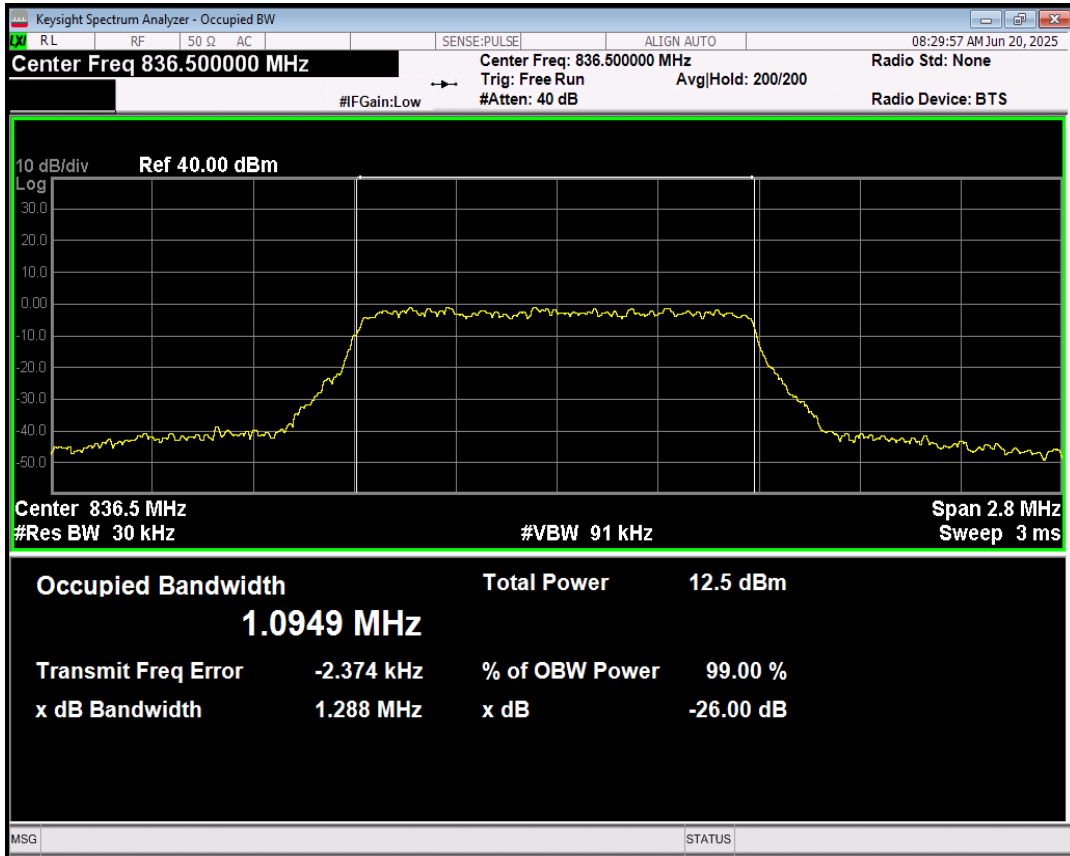 Keysight Spectrum Analyzer - Occupied BW
LXI RL RF 50 Ω AC SENSE:PULSE ALIGN AUTO 08:29:57 AM Jun 20, 2025
Center Freq 836.500000 MHz Center Freq: 836.500000 MHz Radio Std: None
Trig: Free Run Avg|Hold: 200/200
#IFGain:Low #Atten: 40 dB Radio Device: BTS
10 dB/div Ref 40.00 dBm
Log
30.0
20.0
10.0
0.00
-10.0
-20.0
-30.0
-40.0
-50.0
Center 836.5 MHz Span 2.8 MHz
#Res BW 30 kHz #VBW 91 kHz Sweep 3 ms
Occupied Bandwidth Total Power 12.5 dBm
1.0949 MHz
Transmit Freq Error -2.374 kHz % of OBW Power 99.00 %
x dB Bandwidth 1.288 MHz x dB -26.00 dB
MSG STATUS